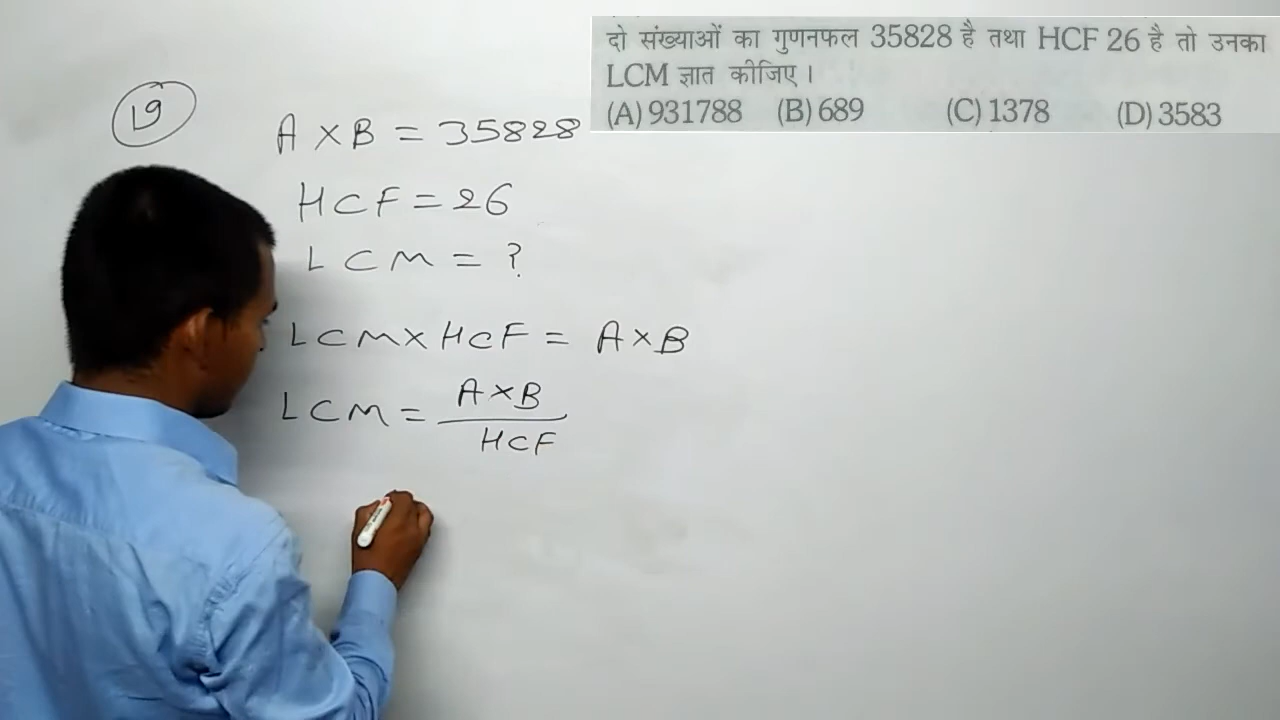 दो संख्याओं का गुणनफल 35828 है तथा HCF 26 है तो उनका
LCM ज्ञात कीजिए।
(A) 931788 (B) 689 (C) 1378 (D) 3583
19
A × B = 35828
HCF = 26
LCM = ?
LCM × HCF = A × B
LCM = A × B
HCF